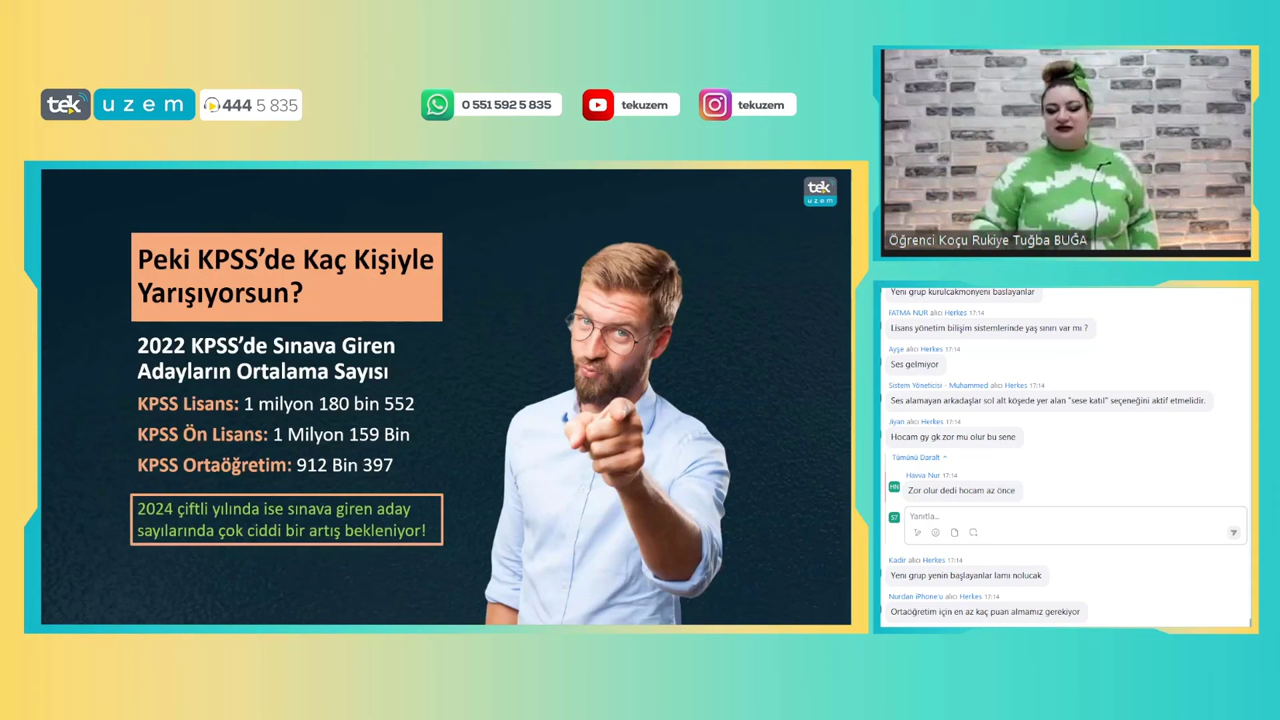 tek
uzem
444 5 835
0 551 592 5 835
tekuzem
tekuzem
tek
uzem
Peki KPSS’de Kaç Kişiyle
Yarışıyorsun?
2022 KPSS’de Sınava Giren
Adayların Ortalama Sayısı
KPSS Lisans: 1 milyon 180 bin 552
KPSS Ön Lisans: 1 Milyon 159 Bin
KPSS Ortaöğretim: 912 Bin 397
2024 çiftli yılında ise sınava giren aday
sayılarında çok ciddi bir artış bekleniyor!
Öğrenci Koçu Rukiye Tuğba BUĞA
Yeni grup kurulcakmonyeni baslayanlar
FATMA NUR alıcı Herkes 17:14
Lisans yönetim bilişim sistemlerinde yaş sınırı var mı ?
Ayşe alıcı Herkes 17:14
Ses gelmiyor
Sistem Yöneticisi - Muhammed alıcı Herkes 17:14
Ses alamayan arkadaşlar sol alt köşede yer alan "sese katıl" seçeneğini aktif etmelidir.
Jiyan alıcı Herkes 17:14
Hocam gy gk zor mu olur bu sene
Tümünü Daralt
Havva Nur 17:14
HN
Zor olur dedi hocam az önce
Yanıtla...
Kadir alıcı Herkes 17:14
Yeni grup yenin başlayanlar lamı nolucak
Nurdan iPhone'u alıcı Herkes 17:14
Ortaöğretim için en az kaç puan almamız gerekiyor